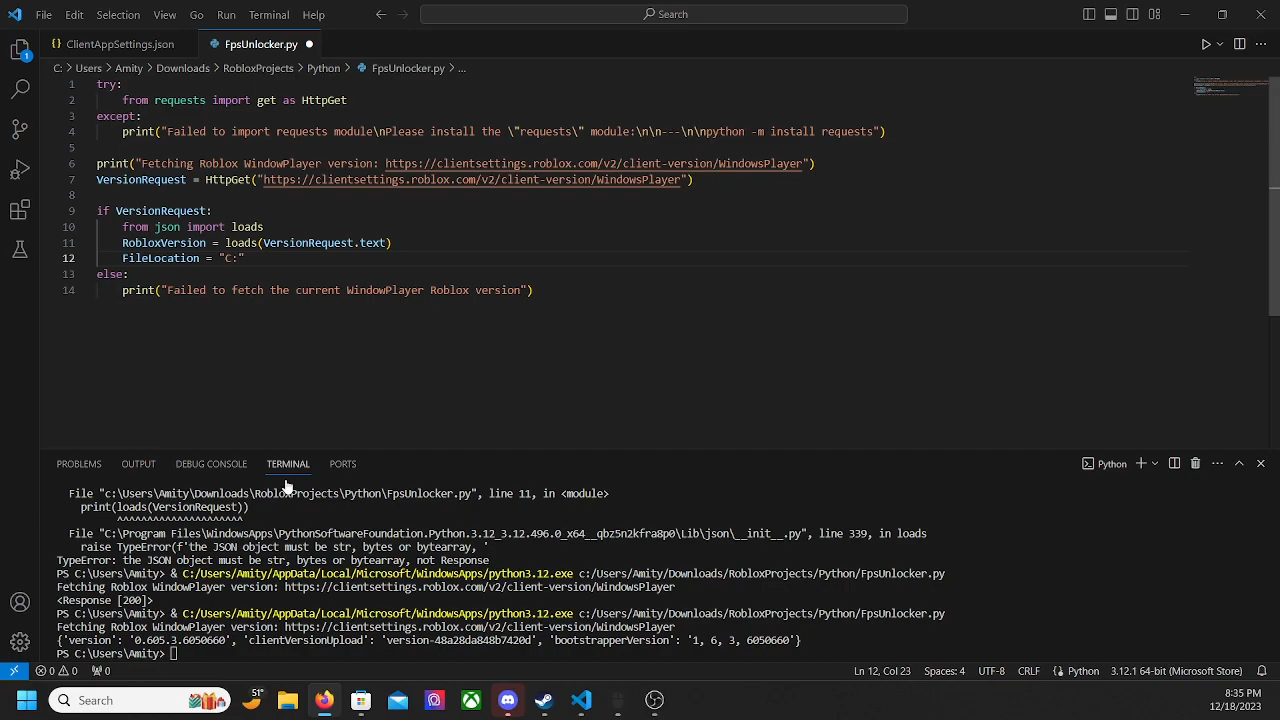 File Edit Selection View Go Run Terminal Help Search
ClientAppSettings.json FpsUnlocker.py
C: > Users > Amity > Downloads > RobloxProjects > Python > FpsUnlocker.py > ...
1 try:
2 from requests import get as HttpGet
3 except:
4 print("Failed to import requests module\nPlease install the \"requests\" module:\n\n---\n\npython -m install requests")
5
6 print("Fetching Roblox WindowPlayer version: https://clientsettings.roblox.com/v2/client-version/WindowsPlayer")
7 VersionRequest = HttpGet("https://clientsettings.roblox.com/v2/client-version/WindowsPlayer")
8
9 if VersionRequest:
10 from json import loads
11 RobloxVersion = loads(VersionRequest.text)
12 FileLocation = "C:"
13 else:
14 print("Failed to fetch the current WindowPlayer Roblox version")
PROBLEMS OUTPUT DEBUG CONSOLE TERMINAL PORTS Python
File "c:\Users\Amity\Downloads\RobloxProjects\Python\FpsUnlocker.py", line 11, in <module>
print(loads(VersionRequest))
^^^^^^^^^^^^^^^^^^^^^
File "C:\Program Files\WindowsApps\PythonSoftwareFoundation.Python.3.12_3.12.496.0_x64__qbz5n2kfra8p0\Lib\json\__init__.py", line 339, in loads
raise TypeError(f'the JSON object must be str, bytes or bytearray, '
TypeError: the JSON object must be str, bytes or bytearray, not Response
PS C:\Users\Amity> & C:/Users/Amity/AppData/Local/Microsoft/WindowsApps/python3.12.exe c:/Users/Amity/Downloads/RobloxProjects/Python/FpsUnlocker.py
Fetching Roblox WindowPlayer version: https://clientsettings.roblox.com/v2/client-version/WindowsPlayer
<Response [200]>
PS C:\Users\Amity> & C:/Users/Amity/AppData/Local/Microsoft/WindowsApps/python3.12.exe c:/Users/Amity/Downloads/RobloxProjects/Python/FpsUnlocker.py
Fetching Roblox WindowPlayer version: https://clientsettings.roblox.com/v2/client-version/WindowsPlayer
{'version': '0.605.3.6050660', 'clientVersionUpload': 'version-48a28da848b7420d', 'bootstrapperVersion': '1, 6, 3, 6050660'}
PS C:\Users\Amity>
0 0 0 Ln 12, Col 23 Spaces: 4 UTF-8 CRLF Python 3.12.1 64-bit (Microsoft Store)
Search 5° 8:35 PM
12/18/2023